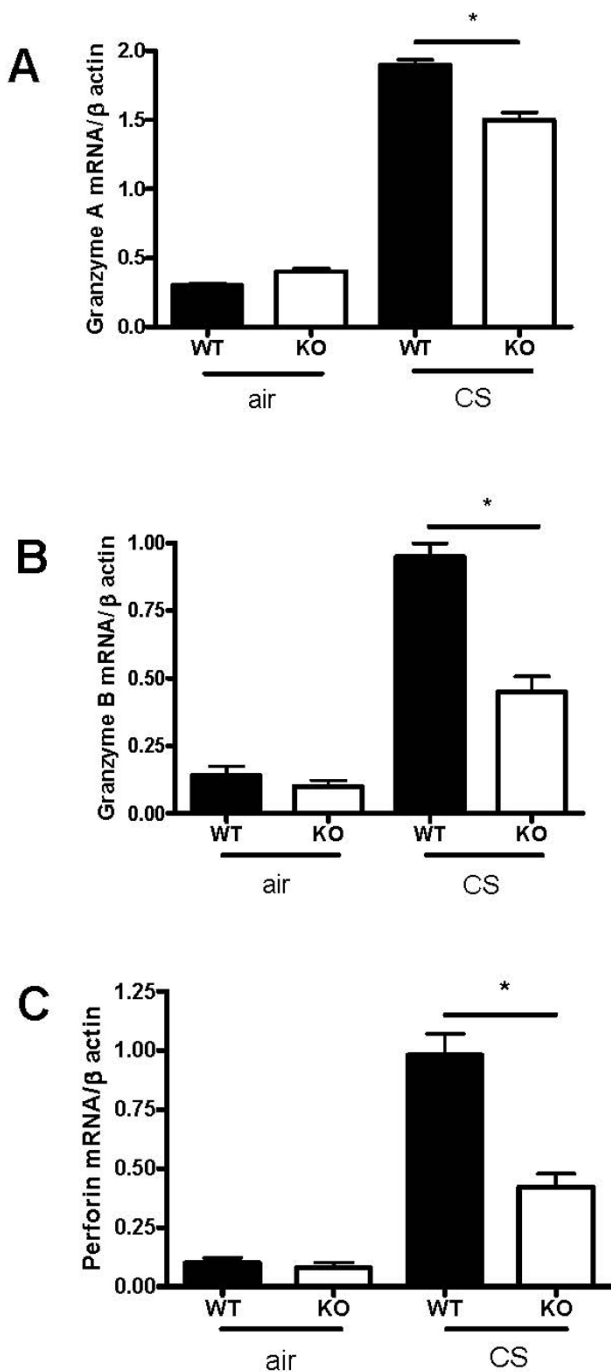 A
Granzyme A mRNA/β actin
2.0
1.5
1.0
0.5
0.0
*
WT KO WT KO
air CS
B
Granzyme B mRNA/β actin
1.00
0.75
0.50
0.25
0.00
*
WT KO WT KO
air CS
C
Perforin mRNA/β actin
1.25
1.00
0.75
0.50
0.25
0.00
*
WT KO WT KO
air CS